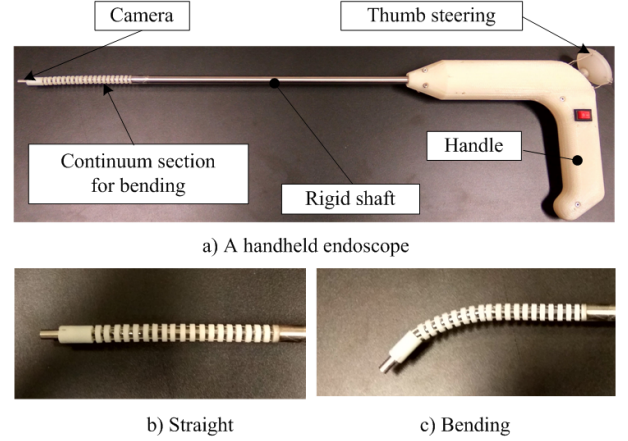 Camera
Thumb steering
Continuum section
for bending
Handle
Rigid shaft
a) A handheld endoscope
b) Straight
c) Bending